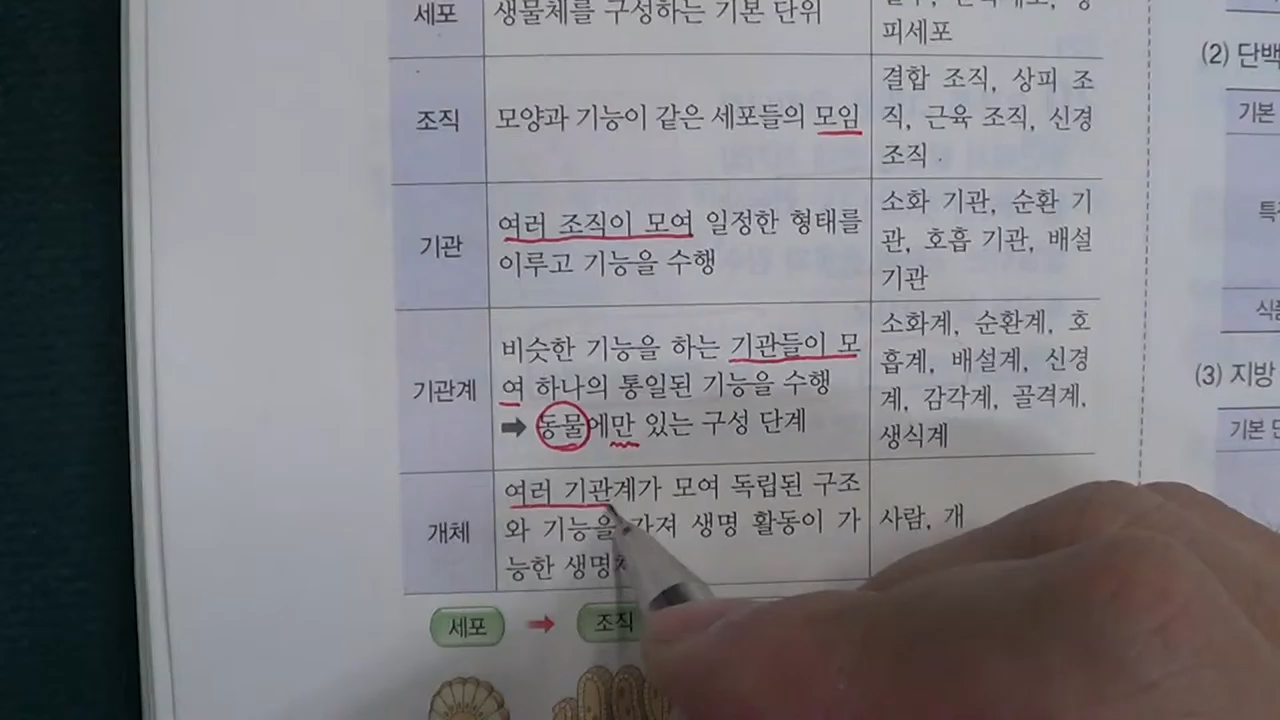 세포
생물체를 구성하는 기본 단위
피세포
조직
모양과 기능이 같은 세포들의 모임
결합 조직, 상피 조
직, 근육 조직, 신경
조직
기관
여러 조직이 모여 일정한 형태를
이루고 기능을 수행
소화 기관, 순환 기
관, 호흡 기관, 배설
기관
기관계
비슷한 기능을 하는 기관들이 모
여 하나의 통일된 기능을 수행
➡ 동물에만 있는 구성 단계
소화계, 순환계, 호
흡계, 배설계, 신경
계, 감각계, 골격계,
생식계
개체
여러 기관계가 모여 독립된 구조
와 기능을 가져 생명 활동이 가
능한 생명
사람, 개
세포 → 조직
(2) 단백
기본
(3) 지방
기본 단